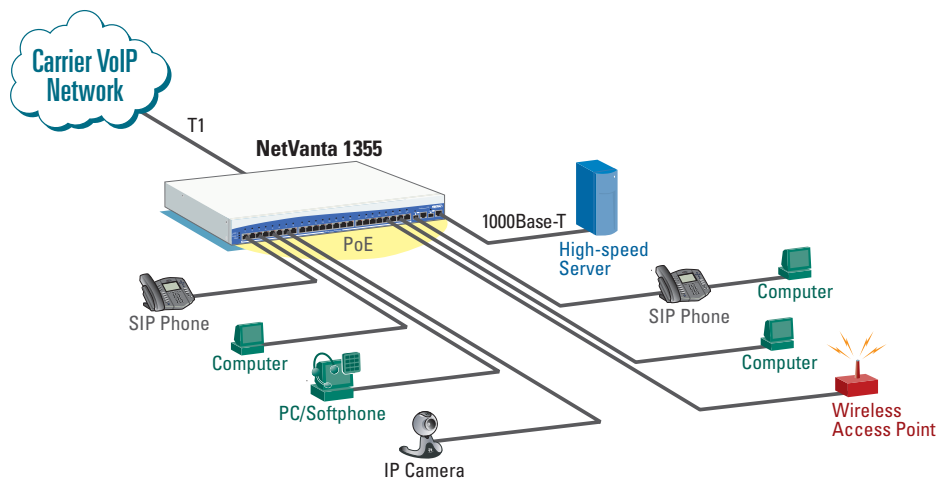 Carrier VoIP
Network
T1
NetVanta 1355
1000Base-T
PoE
High-speed
Server
SIP Phone
Computer
SIP Phone
Computer
Computer
PC/Softphone
Wireless
Access Point
IP Camera